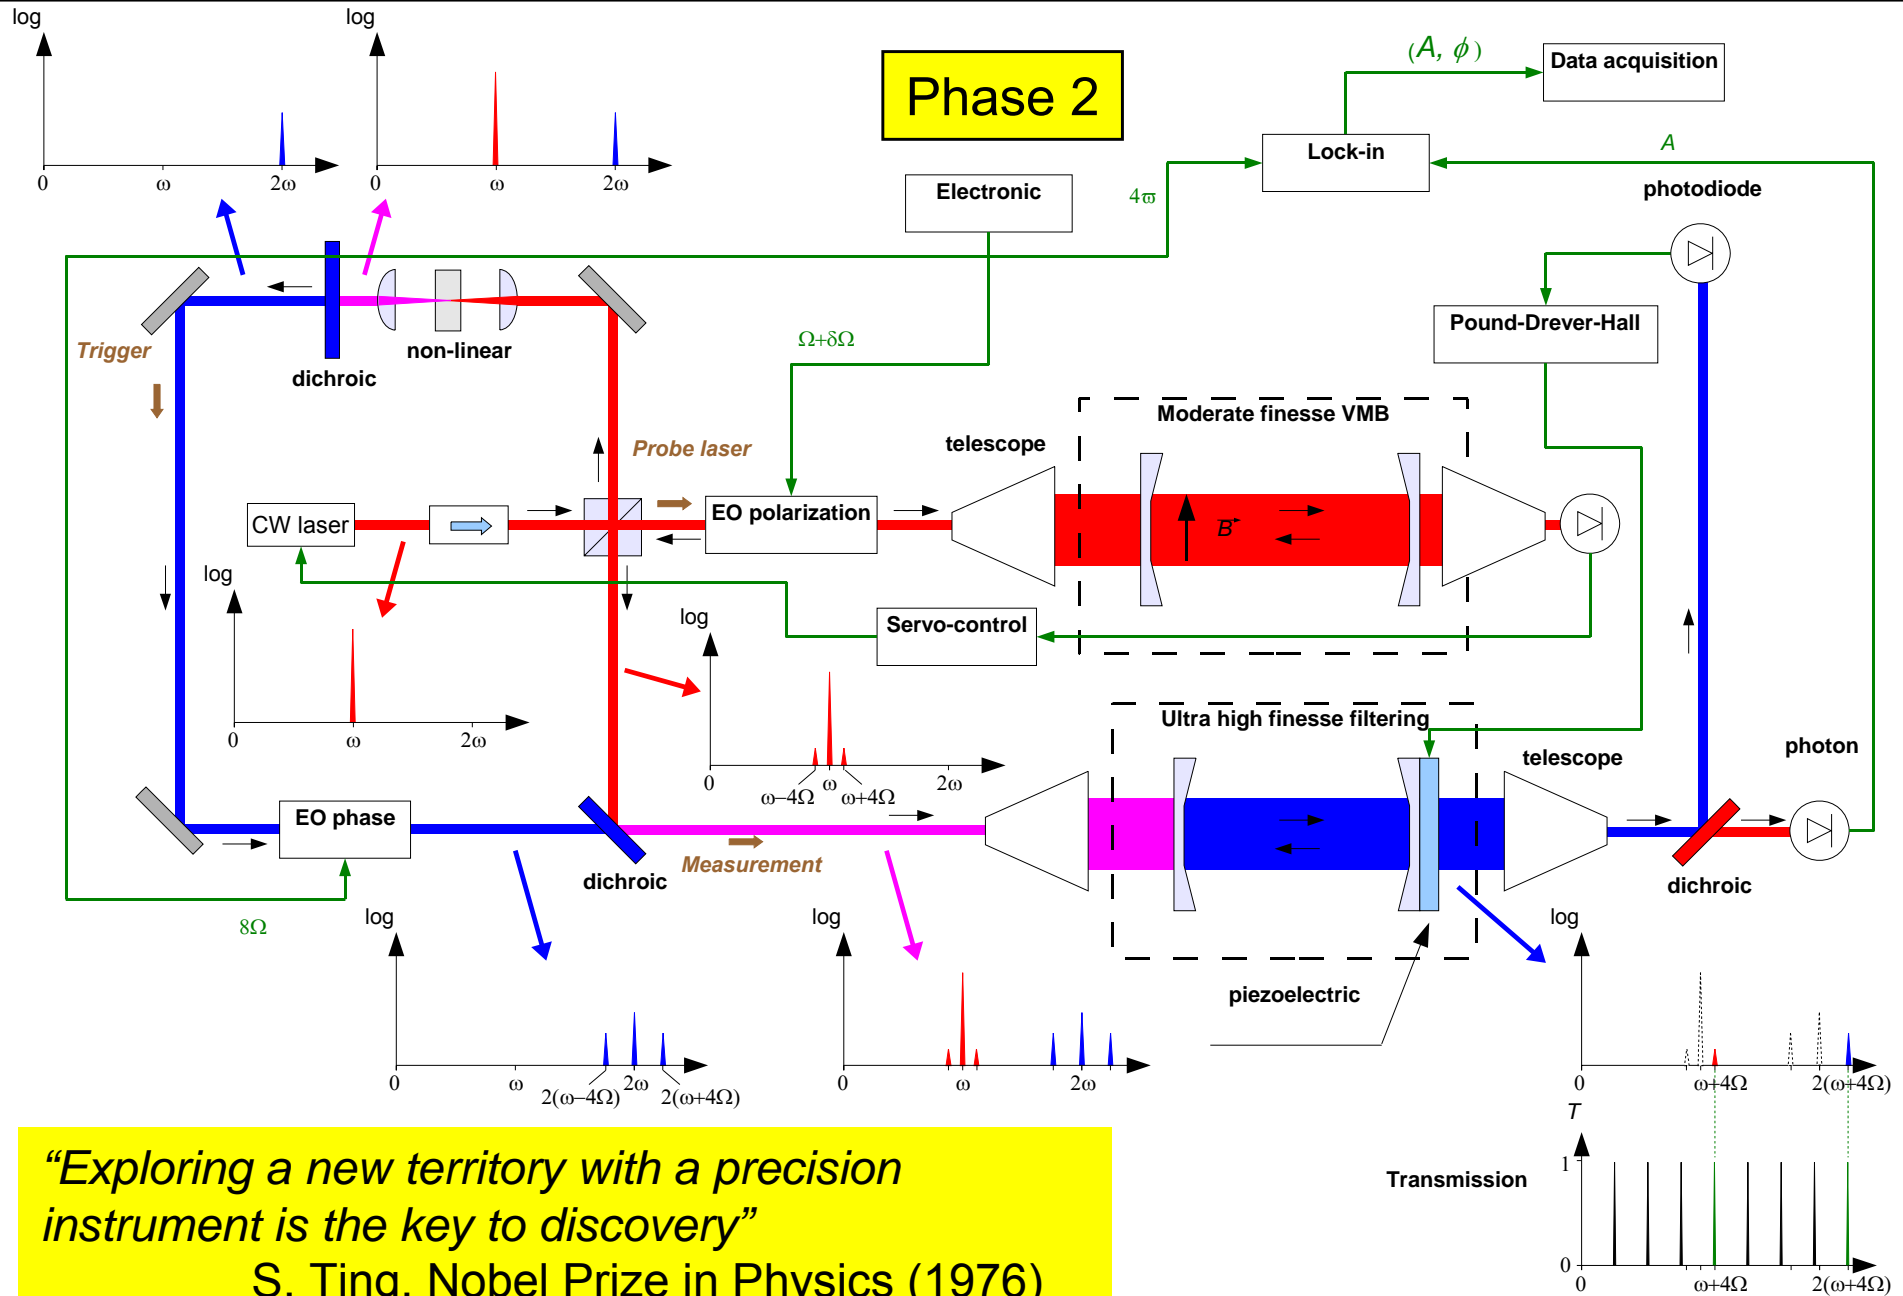 log
log
Phase 2
(A, ϕ)
Data acquisition
0
ω
2ω
0
ω
2ω
Electronic
4ϖ
Lock-in
A
photodiode
Trigger
dichroic
non-linear
Ω+δΩ
Pound-Drever-Hall
Moderate finesse VMB
telescope
Probe laser
CW laser
EO polarization
B
log
Servo-control
log
0
ω
2ω
Ultra high finesse filtering
0
ω−4Ω
ω
ω+4Ω
2ω
telescope
photon
EO phase
dichroic
Measurement
dichroic
8Ω
log
log
log
piezoelectric
0
ω
2(ω−4Ω)
2ω
2(ω+4Ω)
0
ω
2ω
0
ω+4Ω
2(ω+4Ω)
T
1
Transmission
0
0
ω+4Ω
2(ω+4Ω)
“Exploring a new territory with a precision
instrument is the key to discovery”
S. Ting, Nobel Prize in Physics (1976)